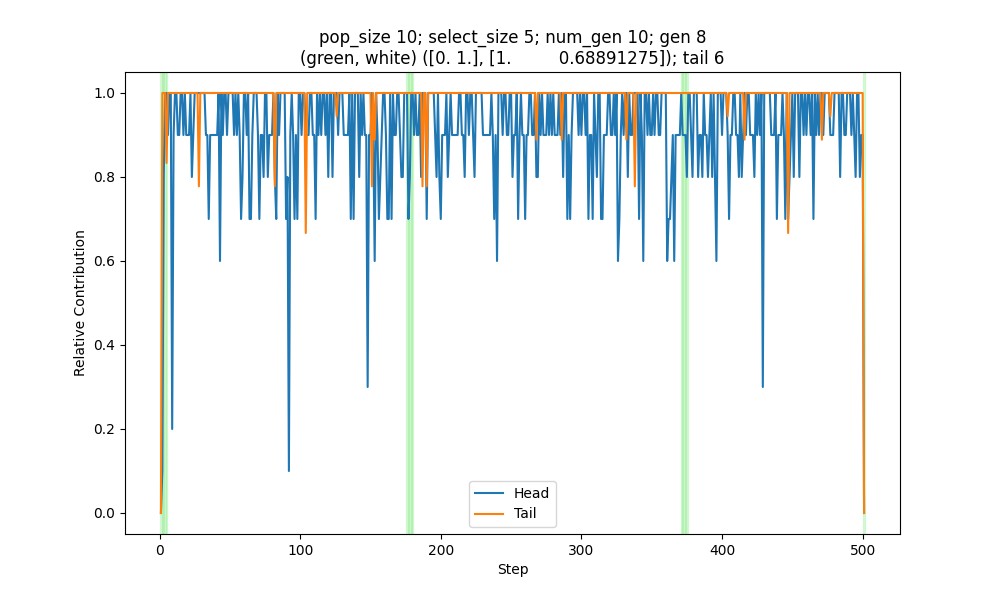 pop_size 10; select_size 5; num_gen 10; gen 8
(green, white) ([0. 1.], [1. 0.68891275]); tail 6
Relative Contribution
1.0
0.8
0.6
0.4
0.2
0.0
Head
Tail
0 100 200 300 400 500
Step